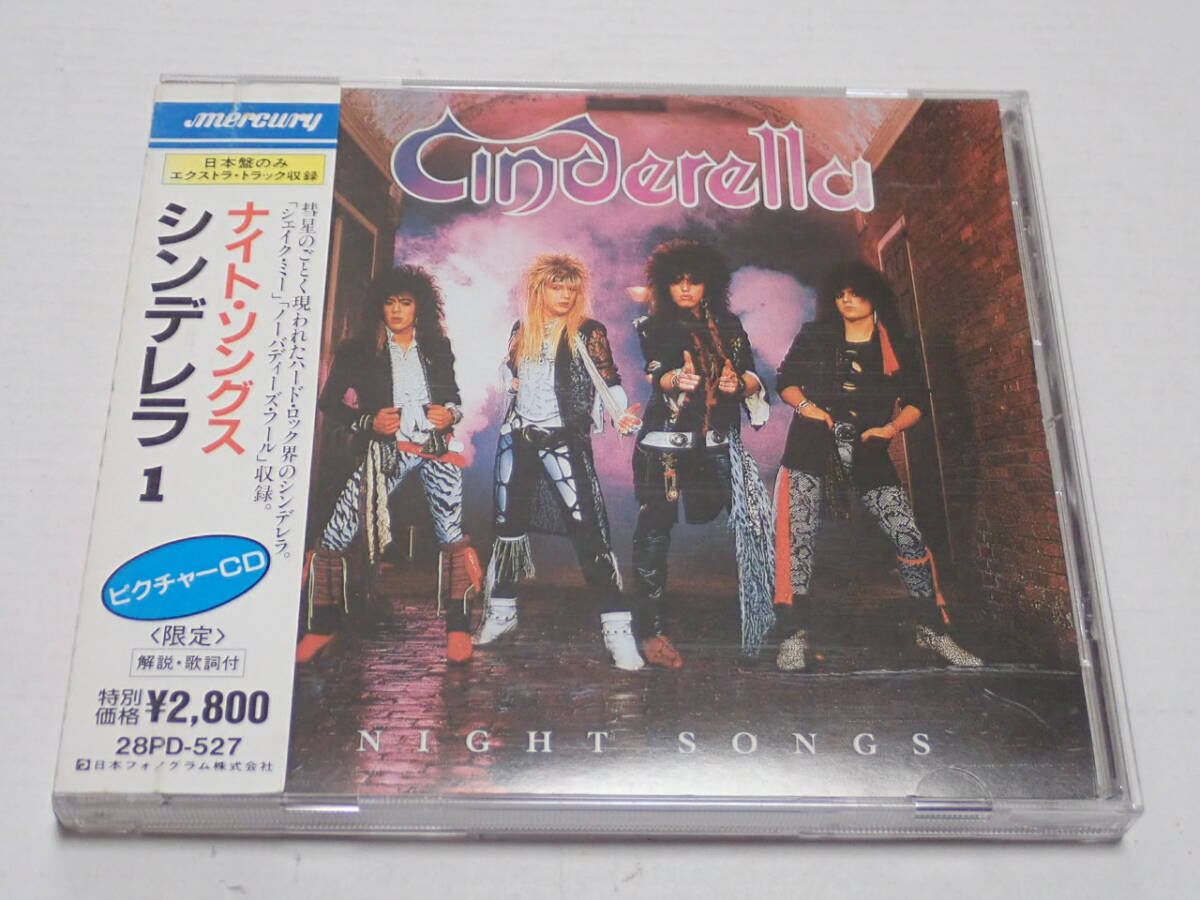 mercury
日本盤のみ
エクストラ・トラック収録
彗星のごとく現われたハード・ロック界のシンデレラ。
「シェイク・ミー」「ノーバディーズ・フール」収録。
ナイト・ソングス
シンデレラ 1
ピクチャーCD
〈限定〉
解説・歌詞付
特別価格 ¥2,800
28PD-527
日本フォノグラム株式会社
Cinderella
NIGHT SONGS